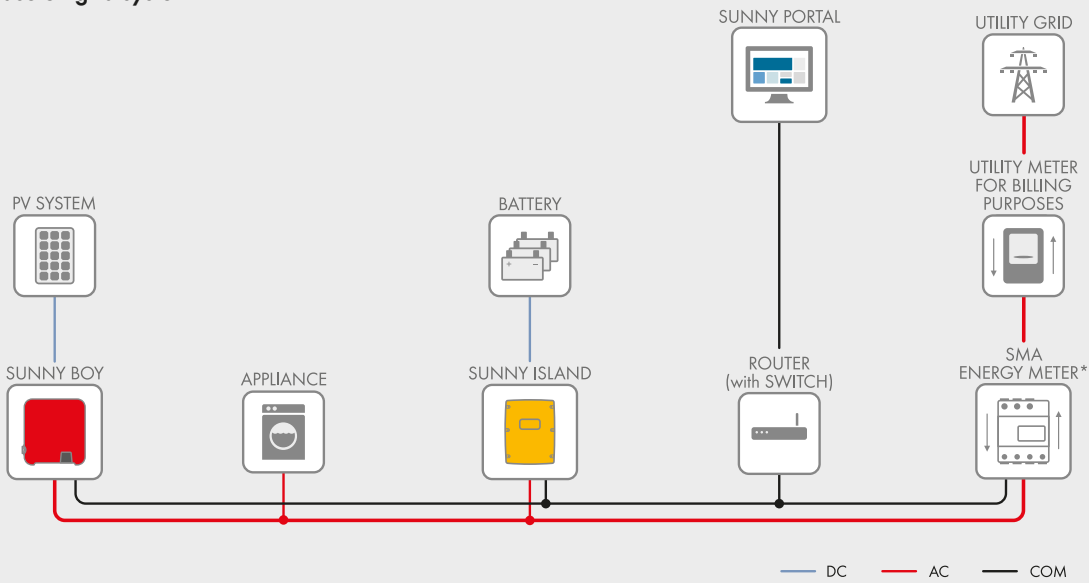 SUNNY PORTAL
UTILITY GRID
UTILITY METER
FOR BILLING
PURPOSES
PV SYSTEM
BATTERY
SUNNY BOY
APPLIANCE
SUNNY ISLAND
ROUTER
(with SWITCH)
SMA
ENERGY METER*
DC
AC
COM